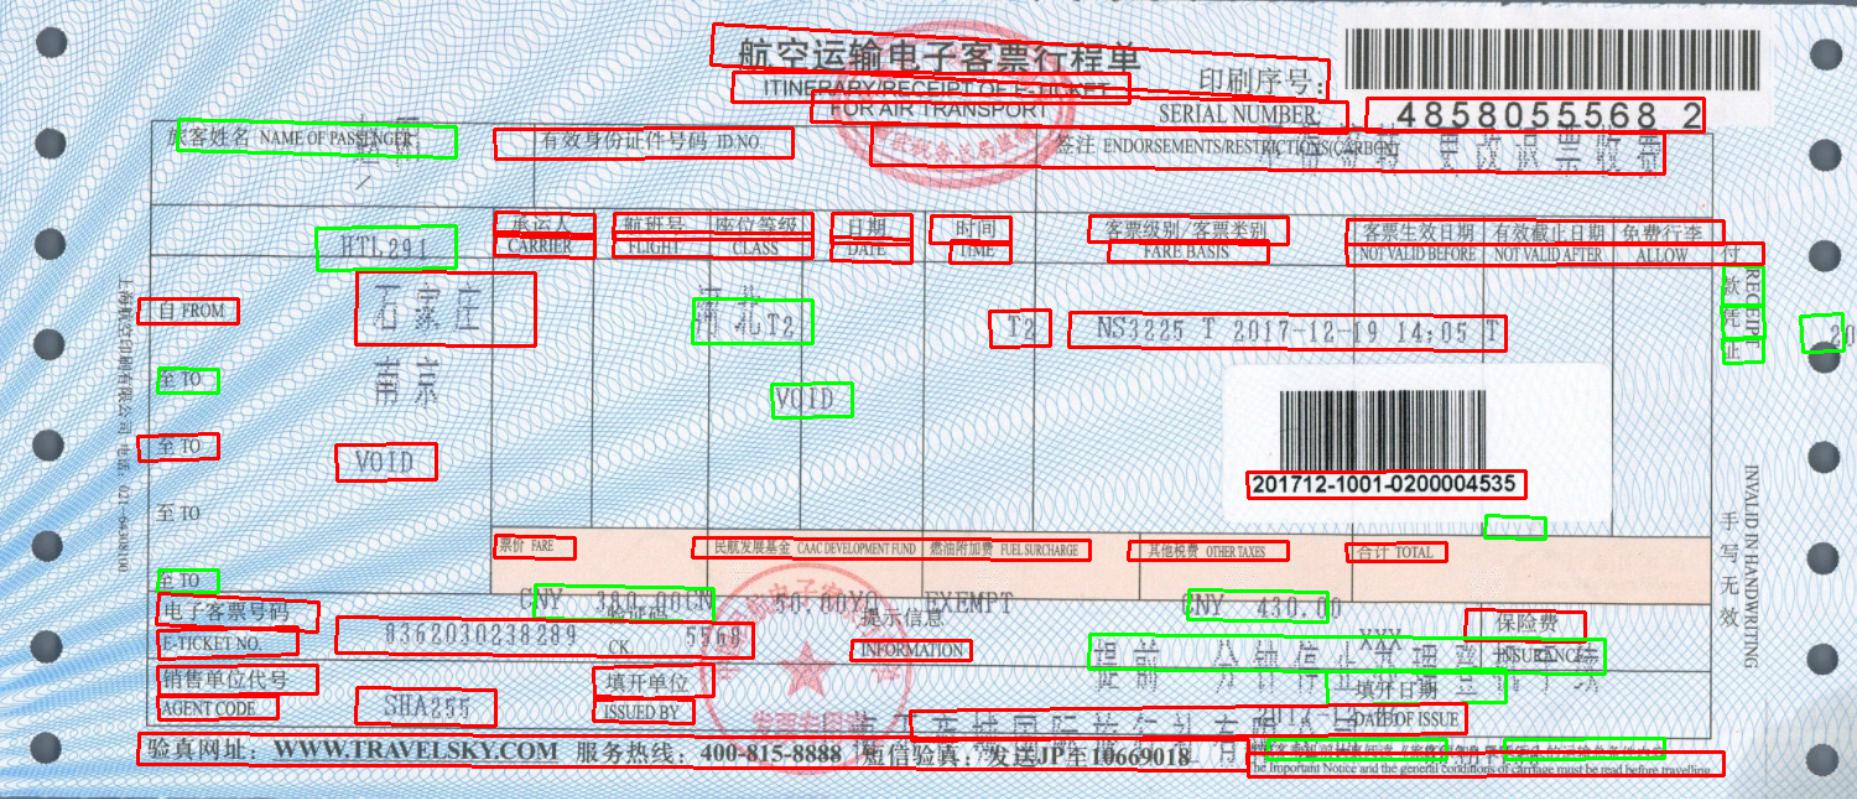 航空运输电子客票行程单
ITINERARY/RECEIPT OF E-TICKET
FOR AIR TRANSPORT
印刷序号:
SERIAL NUMBER:
4858055568 2
旅客姓名 NAME OF PASSENGER
有效身份证件号码 ID.NO.
签注 ENDORSEMENTS/RESTRICTIONS(CARBON)
更改退票收费
HTL291
承运人 航班号 座位等级 日期 时间 客票级别/客票类别 客票生效日期 有效截止日期 免费行李
CARRIER FLIGHT CLASS DATE TIME FARE BASIS NOT VALID BEFORE NOT VALID AFTER ALLOW
自 FROM
石家庄
河北T2
T2
NS3225 T 2017-12-19 14:05 T
至 TO
南京
VOID
至 TO
VOID
201712-1001-0200004535
至 TO
至 TO
票价 FARE
民航发展基金 CAAC DEVELOPMENT FUND
燃油附加费 FUEL SURCHARGE
其他税费 OTHER TAXES
合计 TOTAL
CNY 380.00CN 50.00YQ EXEMPT CNY 430.00
电子客票号码
E-TICKET NO.
8362030238289
验证码
CK.
5568
提示信息
INFORMATION
XXX
保险费
INSURANCE
销售单位代号
AGENT CODE
SHA255
填开单位
ISSUED BY
填开日期
DATE OF ISSUE
验真网址: WWW.TRAVELSKY.COM 服务热线: 400-815-8888 短信验真: 发送JP至10669018
The Important Notice and the general conditions of carriage must be read before travelling
付款凭证
RECEIPT
手写无效
INVALID IN HANDWRITING
20
发票专用章